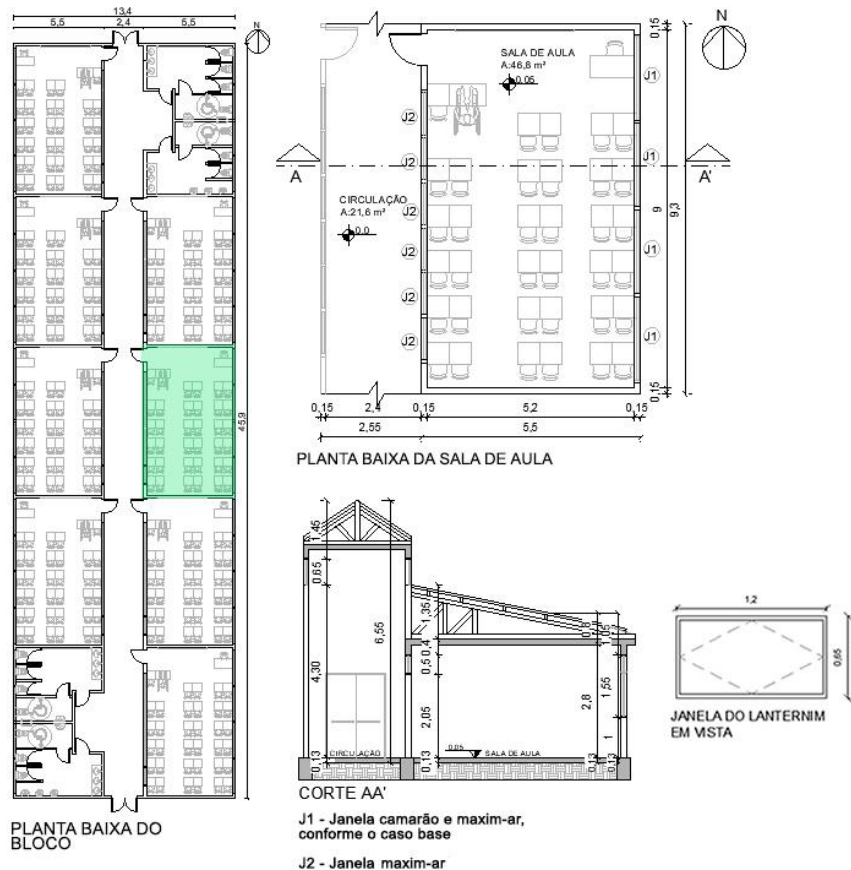 13,4
5,5 2,4 5,5
N
45,9
PLANTA BAIXA DO
BLOCO
SALA DE AULA
A:46,8 m²
0,05
J1
J1
J1
J1
J2
J2
J2
J2
J2
J2
A
A'
CIRCULAÇÃO
A:21,6 m²
0,0
0,15
9
9,3
0,15
N
0,15 2,4 0,15 5,2 0,15
2,55 5,5
PLANTA BAIXA DA SALA DE AULA
1,45
0,65
4,30
6,55
1,35
0,4
0,5
2,05
0,13
0,13
2,8
1,05
1,55
1
0,13
0,13
CIRCULAÇÃO
0,05
SALA DE AULA
CORTE AA'
J1 - Janela camarão e maxim-ar,
conforme o caso base
J2 - Janela maxim-ar
1,2
0,65
JANELA DO LANTERNIM
EM VISTA